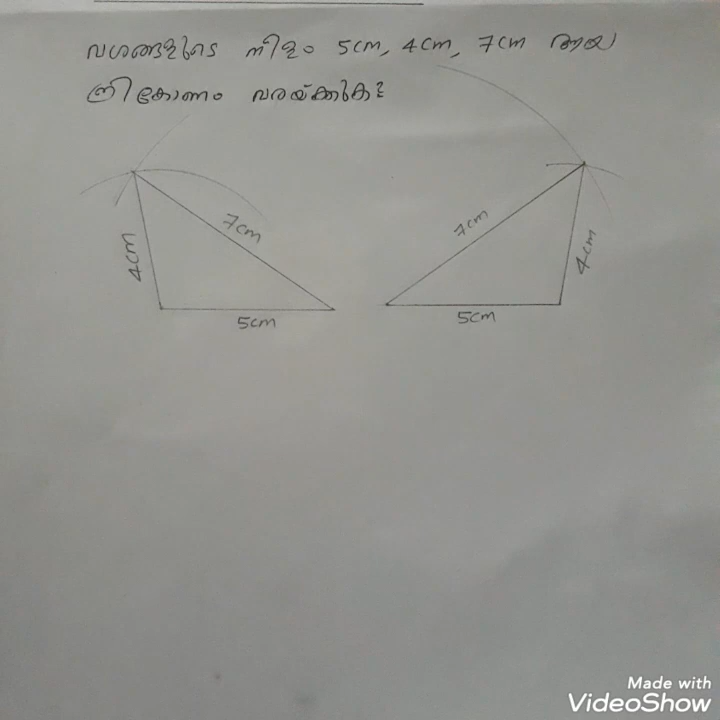 വശങ്ങളുടെ നീളം 5cm, 4cm, 7cm ആയ
ത്രികോണം വരയ്ക്കുക?
7cm
4cm
5cm
7cm
4cm
5cm
Made with
VideoShow